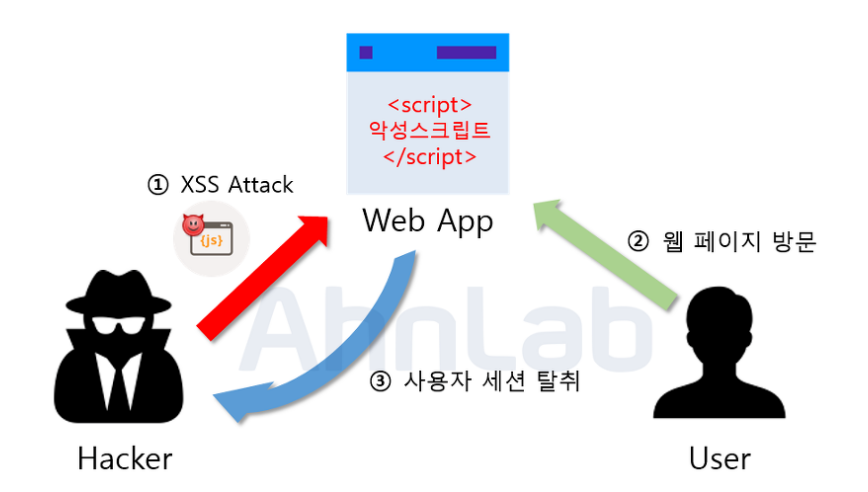 <script>
악성스크립트
</script>
① XSS Attack
{js}
Web App
② 웹 페이지 방문
AhnLab
③ 사용자 세션 탈취
Hacker
User